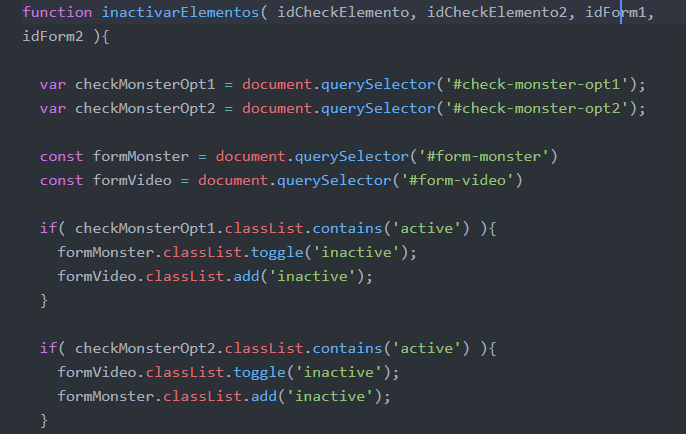 function inactivarElementos( idCheckElemento, idCheckElemento2, idForm1,
idForm2 ){
var checkMonsterOpt1 = document.querySelector('#check-monster-opt1');
var checkMonsterOpt2 = document.querySelector('#check-monster-opt2');
const formMonster = document.querySelector('#form-monster')
const formVideo = document.querySelector('#form-video')
if( checkMonsterOpt1.classList.contains('active') ){
formMonster.classList.toggle('inactive');
formVideo.classList.add('inactive');
}
if( checkMonsterOpt2.classList.contains('active') ){
formVideo.classList.toggle('inactive');
formMonster.classList.add('inactive');
}